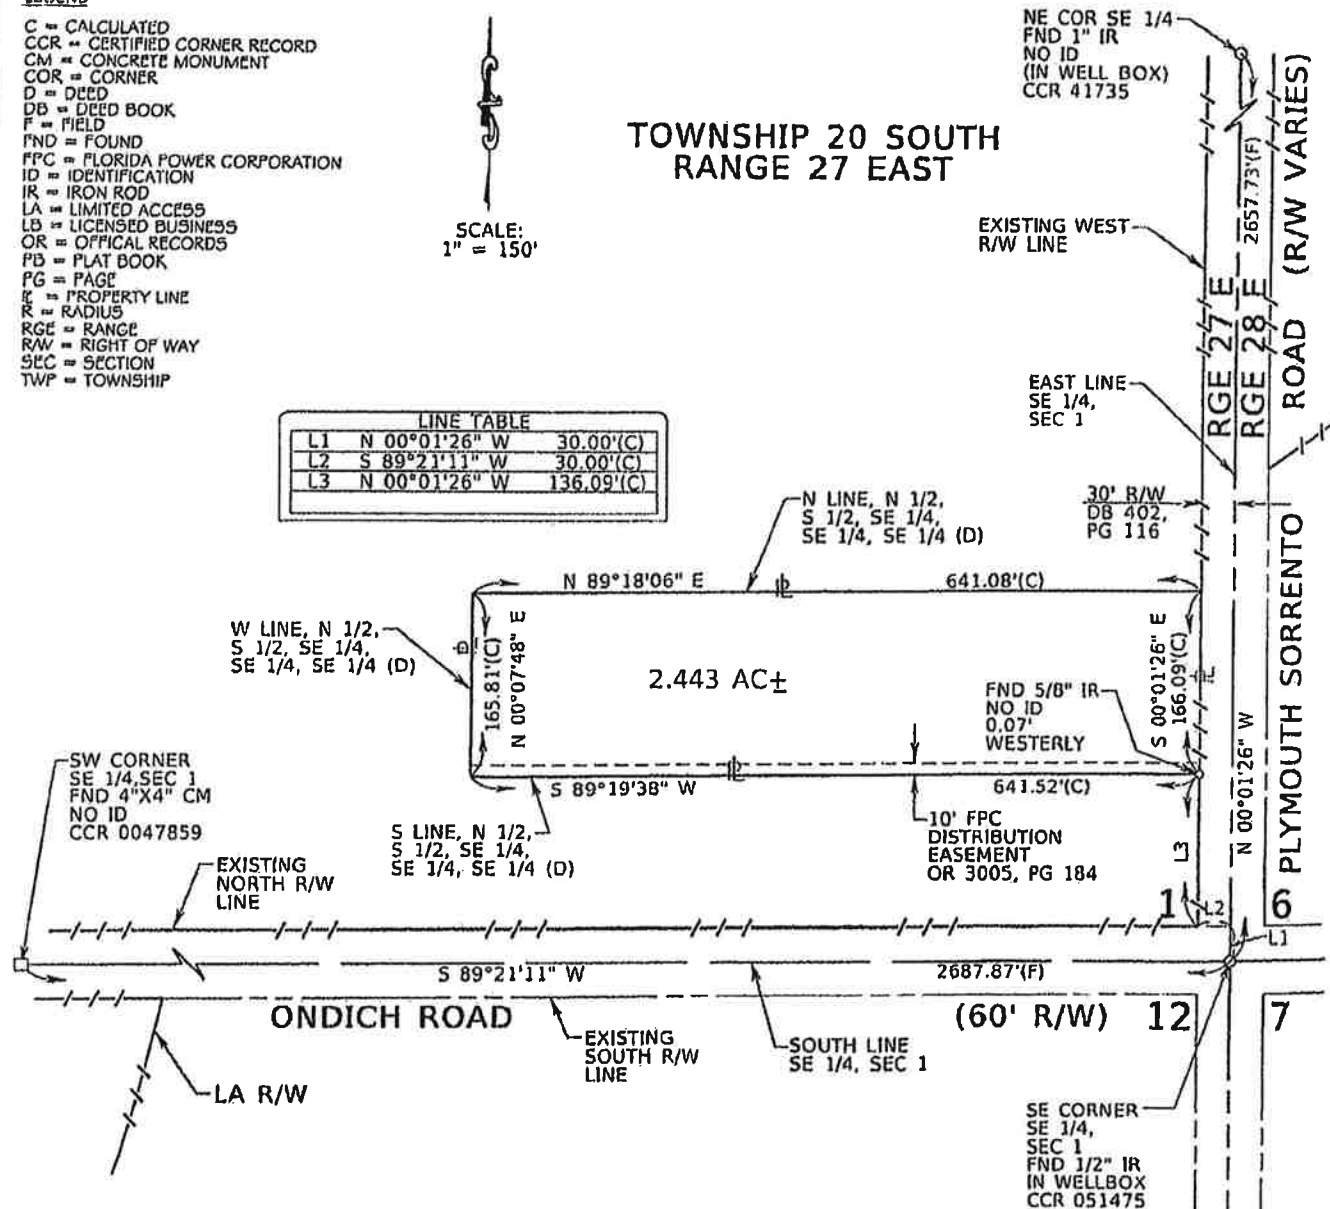 C = CALCULATED
CCR = CERTIFIED CORNER RECORD
CM = CONCRETE MONUMENT
COR = CORNER
D = DEED
DB = DEED BOOK
F = FIELD
FND = FOUND
FPC = FLORIDA POWER CORPORATION
ID = IDENTIFICATION
IR = IRON ROD
LA = LIMITED ACCESS
LB = LICENSED BUSINESS
OR = OFFICAL RECORDS
PB = PLAT BOOK
PG = PAGE
PL = PROPERTY LINE
R = RADIUS
RGE = RANGE
R/W = RIGHT OF WAY
SEC = SECTION
TWP = TOWNSHIP
SCALE:
1" = 150'
TOWNSHIP 20 SOUTH
RANGE 27 EAST
NE COR SE 1/4
FND 1" IR
NO ID
(IN WELL BOX)
CCR 41735
2657.73'(F)
EXISTING WEST
R/W LINE
RGE 27 E
RGE 28 E
PLYMOUTH SORRENTO ROAD (R/W VARIES)
EAST LINE
SE 1/4,
SEC 1
LINE TABLE
L1 N 00°01'26" W 30.00'(C)
L2 S 89°21'11" W 30.00'(C)
L3 N 00°01'26" W 136.09'(C)
N LINE, N 1/2,
S 1/2, SE 1/4,
SE 1/4, SE 1/4 (D)
30' R/W
DB 402,
PG 116
N 89°18'06" E 641.08'(C)
PL
W LINE, N 1/2,
S 1/2, SE 1/4,
SE 1/4, SE 1/4 (D)
PL
165.81'(C)
N 00°07'48" E
2.443 AC±
FND 5/8" IR
NO ID
0.07'
WESTERLY
S 00°01'26" E
166.09'(C)
PL
N 00°01'26" W
PL
S 89°19'38" W 641.52'(C)
SW CORNER
SE 1/4,SEC 1
FND 4"X4" CM
NO ID
CCR 0047859
S LINE, N 1/2,
S 1/2, SE 1/4,
SE 1/4, SE 1/4 (D)
10' FPC
DISTRIBUTION
EASEMENT
OR 3005, PG 184
L3
EXISTING
NORTH R/W
LINE
1
L2
6
L1
S 89°21'11" W 2687.87'(F)
ONDICH ROAD (60' R/W)
12
7
EXISTING
SOUTH R/W
LINE
SOUTH LINE
SE 1/4, SEC 1
LA R/W
SE CORNER
SE 1/4,
SEC 1
FND 1/2" IR
IN WELLBOX
CCR 051475